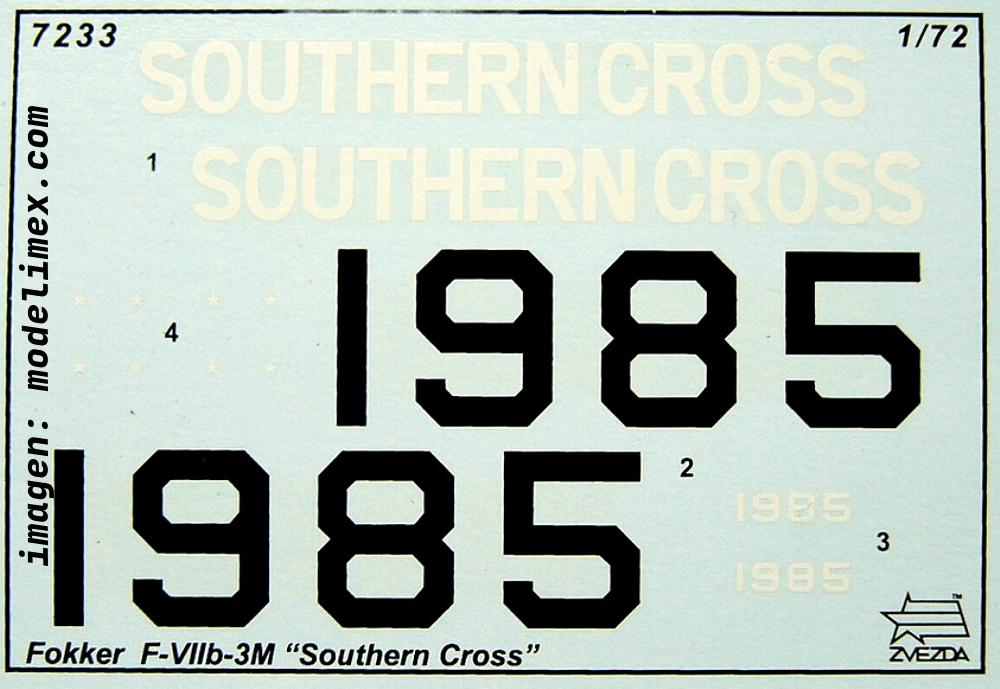 7233
1/72
SOUTHERN CROSS
1
SOUTHERN CROSS
imagen: modelimex.com
1985
4
1985
2
1985
3
1985
TM
ZVEZDA
Fokker F-VIIb-3M “Southern Cross”